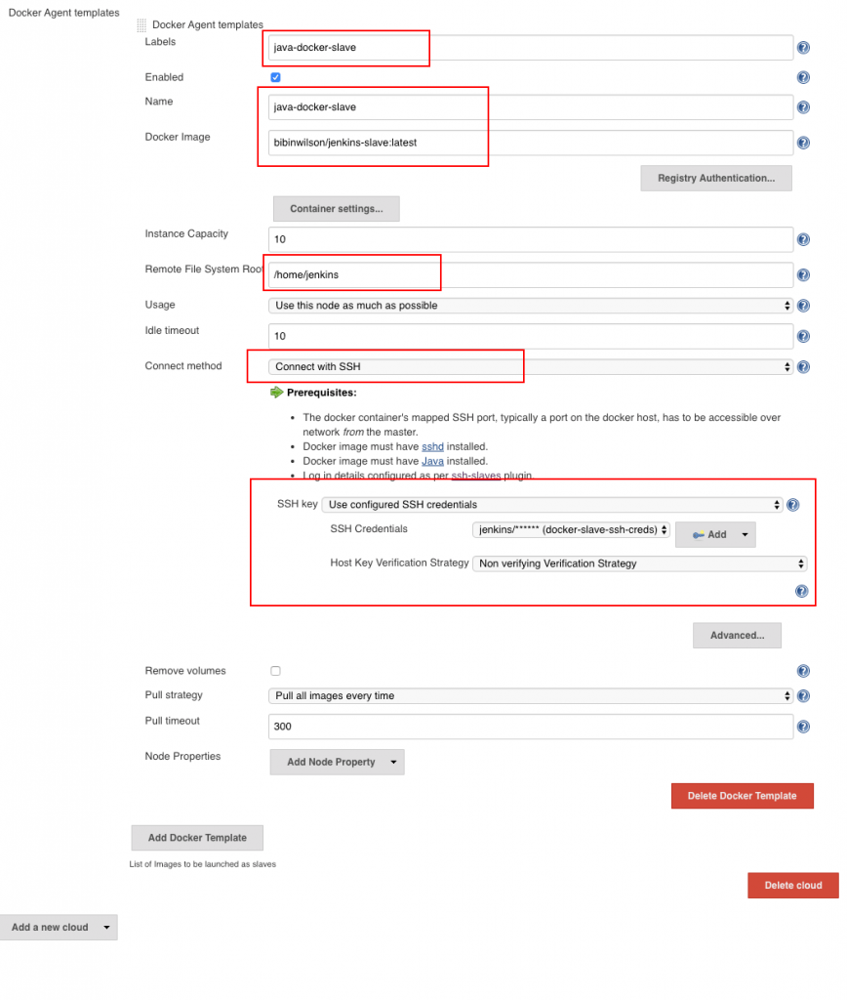 Docker Agent templates
Docker Agent templates
Labels
java-docker-slave
Enabled
Name
java-docker-slave
Docker Image
bibinwilson/jenkins-slave:latest
Registry Authentication...
Container settings...
Instance Capacity
10
Remote File System Root
/home/jenkins
Usage
Use this node as much as possible
Idle timeout
10
Connect method
Connect with SSH
Prerequisites:
• The docker container's mapped SSH port, typically a port on the docker host, has to be accessible over
network from the master.
• Docker image must have sshd installed.
• Docker image must have Java installed.
• Log in details configured as per ssh-slaves plugin.
SSH key
Use configured SSH credentials
SSH Credentials
jenkins/****** (docker-slave-ssh-creds)
Add
Host Key Verification Strategy
Non verifying Verification Strategy
Advanced...
Remove volumes
Pull strategy
Pull all images every time
Pull timeout
300
Node Properties
Add Node Property
Delete Docker Template
Add Docker Template
List of Images to be launched as slaves
Delete cloud
Add a new cloud